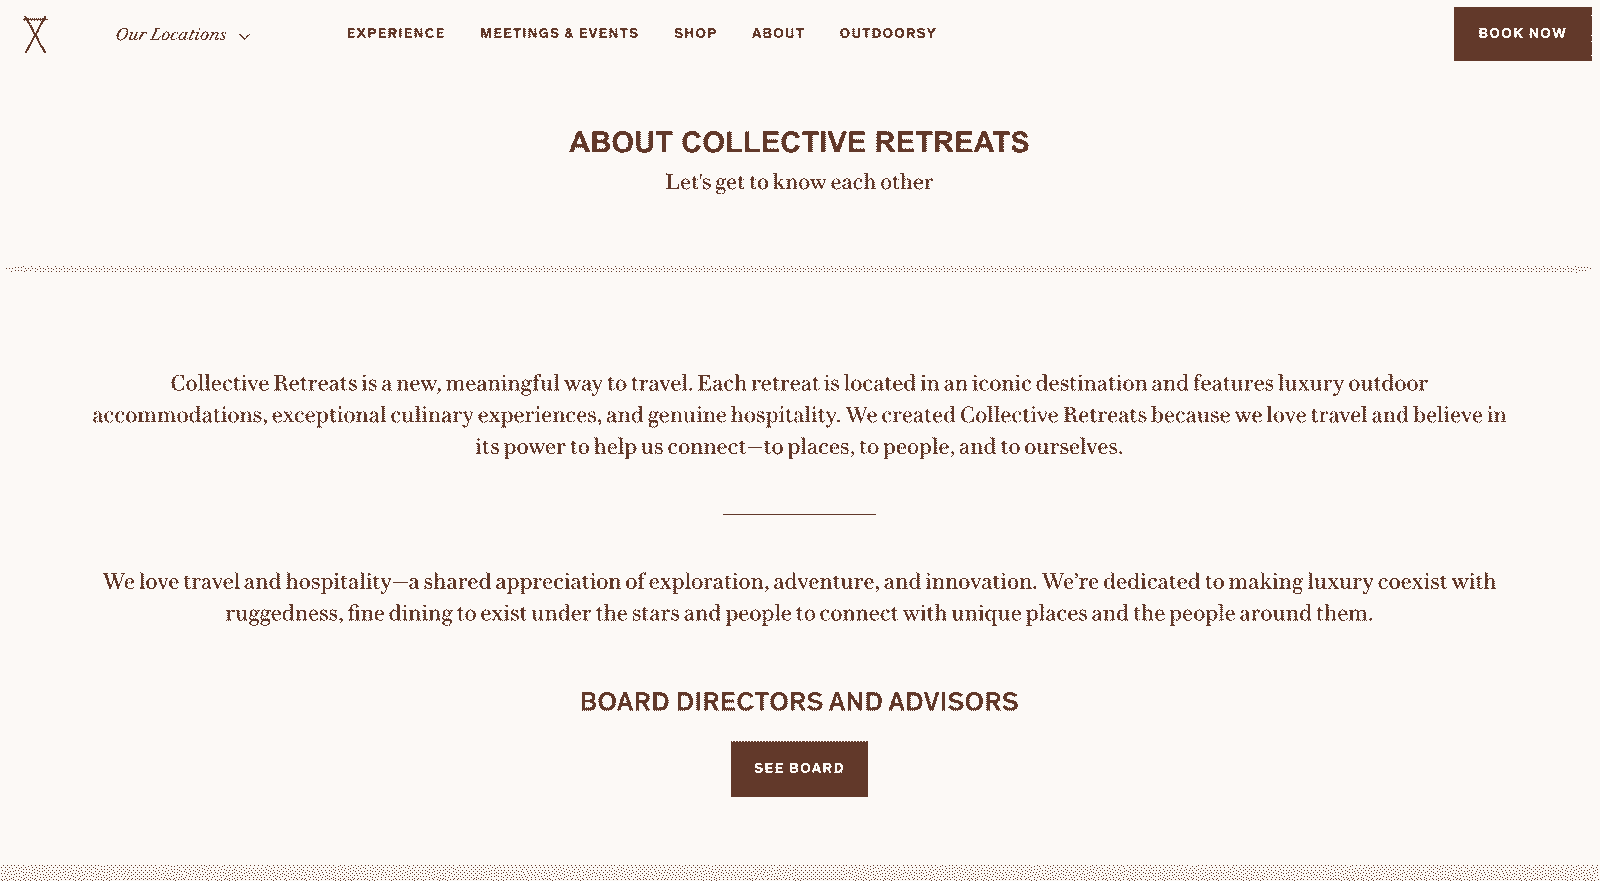 Our Locations
EXPERIENCE
MEETINGS & EVENTS
SHOP
ABOUT
OUTDOORSY
BOOK NOW
ABOUT COLLECTIVE RETREATS
Let's get to know each other
Collective Retreats is a new, meaningful way to travel. Each retreat is located in an iconic destination and features luxury outdoor
accommodations, exceptional culinary experiences, and genuine hospitality. We created Collective Retreats because we love travel and believe in
its power to help us connect—to places, to people, and to ourselves.
We love travel and hospitality—a shared appreciation of exploration, adventure, and innovation. We’re dedicated to making luxury coexist with
ruggedness, fine dining to exist under the stars and people to connect with unique places and the people around them.
BOARD DIRECTORS AND ADVISORS
SEE BOARD